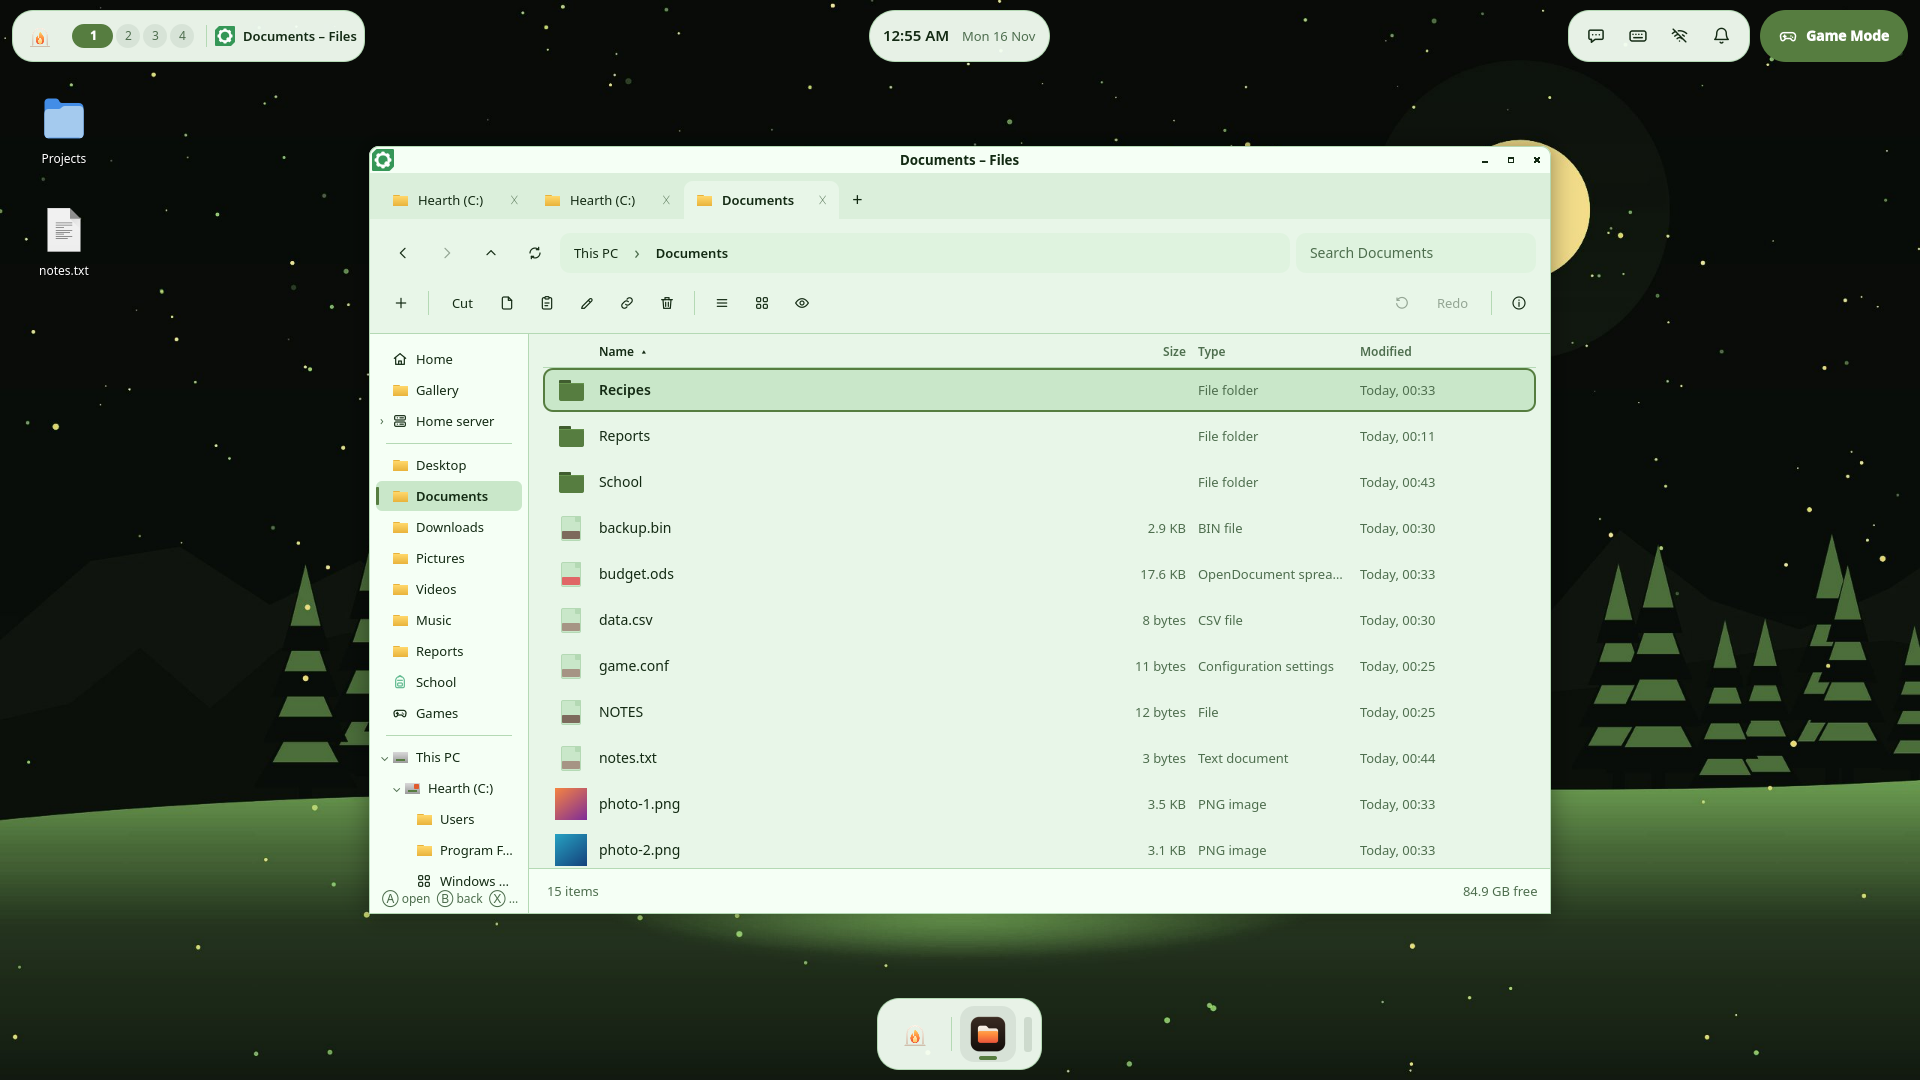 1 2 3 4 Documents – Files
12:55 AM Mon 16 Nov
Game Mode
Projects
notes.txt
Documents – Files
Hearth (C:) X Hearth (C:) X Documents X +
This PC › Documents
Search Documents
Cut
Redo
Home
Gallery
Home server
Desktop
Documents
Downloads
Pictures
Videos
Music
Reports
School
Games
This PC
Hearth (C:)
Users
Program F...
Windows ...
A open B back X ...
Name Size Type Modified
Recipes File folder Today, 00:33
Reports File folder Today, 00:11
School File folder Today, 00:43
backup.bin 2.9 KB BIN file Today, 00:30
budget.ods 17.6 KB OpenDocument sprea... Today, 00:33
data.csv 8 bytes CSV file Today, 00:30
game.conf 11 bytes Configuration settings Today, 00:25
NOTES 12 bytes File Today, 00:25
notes.txt 3 bytes Text document Today, 00:44
photo-1.png 3.5 KB PNG image Today, 00:33
photo-2.png 3.1 KB PNG image Today, 00:33
15 items
84.9 GB free